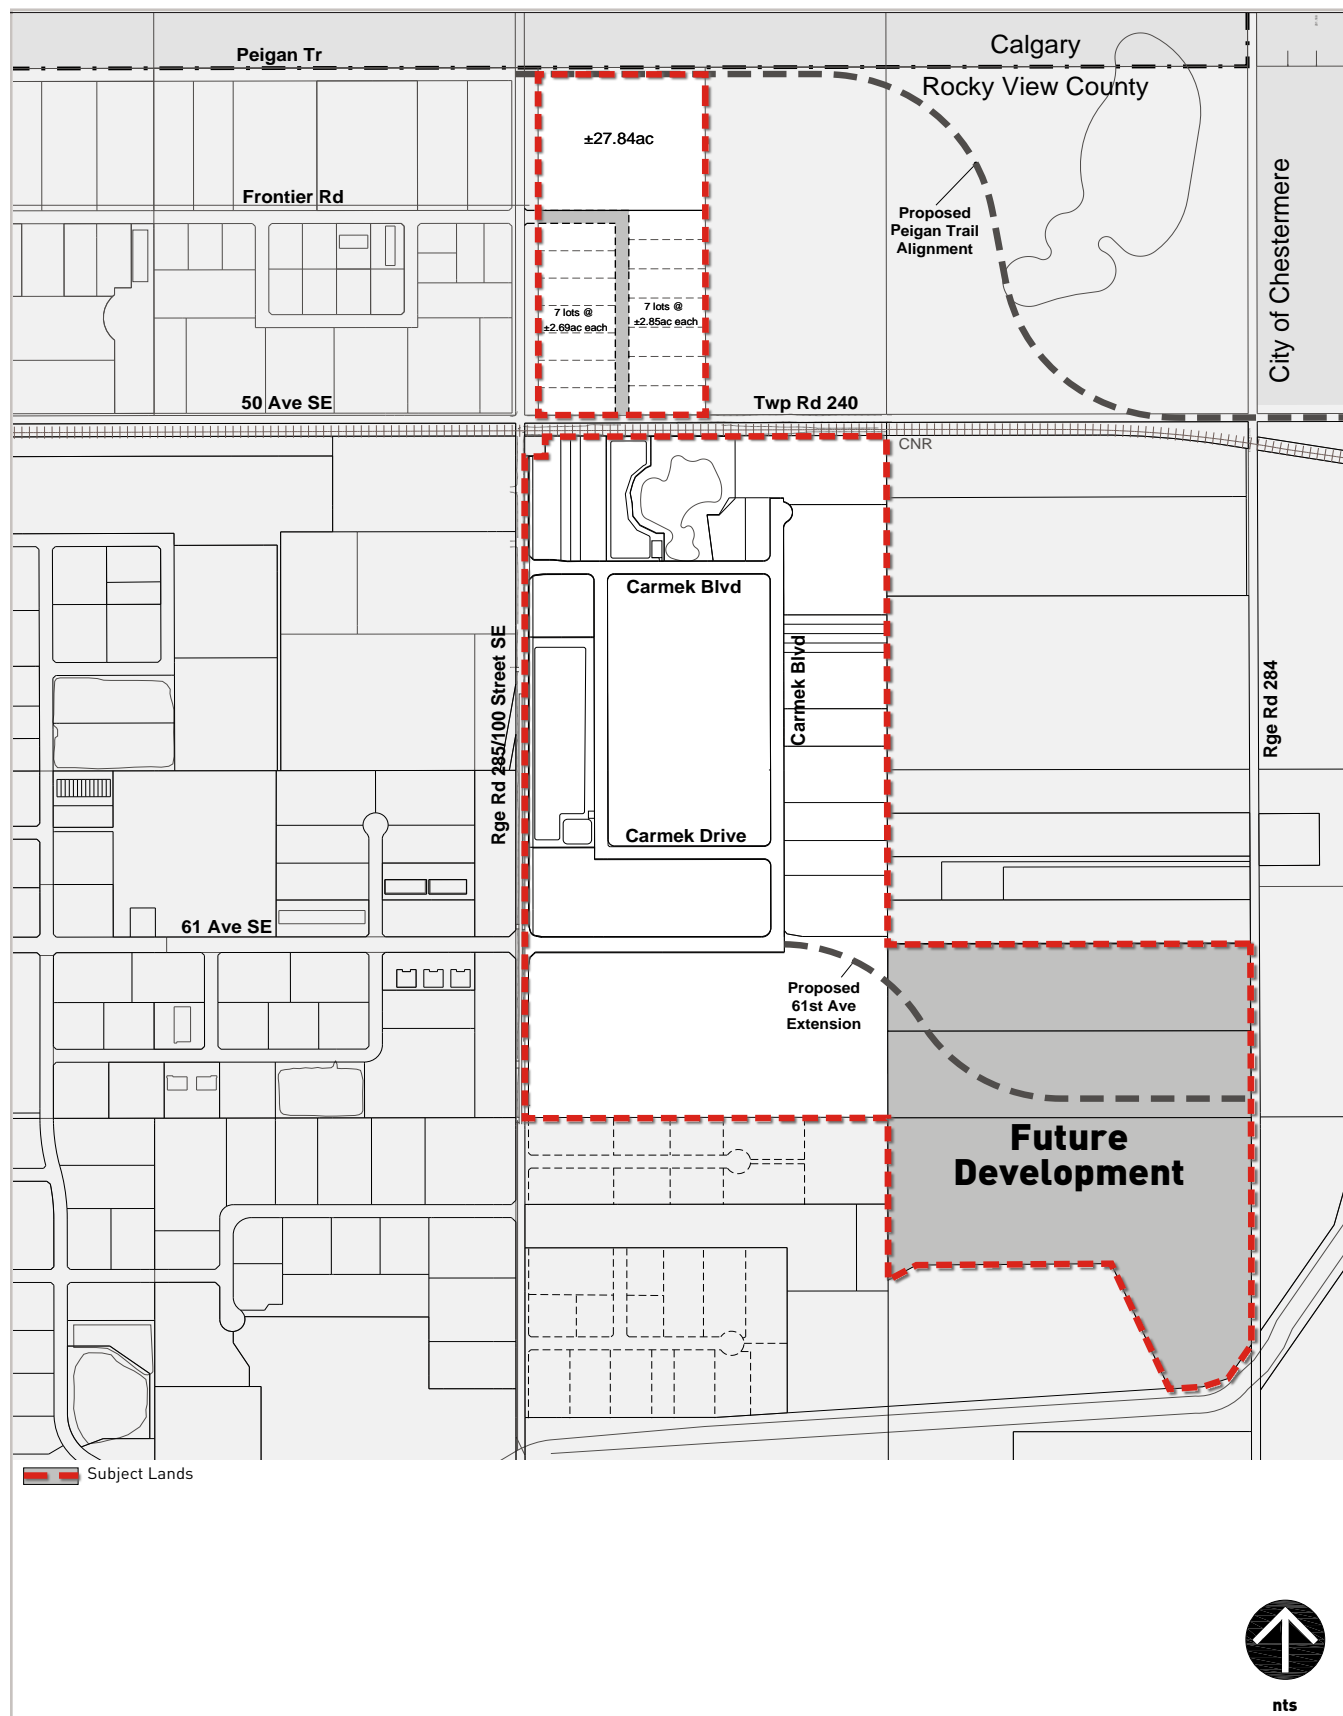 Calgary
Peigan Tr
Rocky View County
±27.84ac
City of Chestermere
Frontier Rd
Proposed
Peigan Trail
Alignment
7 lots @
±2.69ac each
7 lots @
±2.85ac each
50 Ave SE
Twp Rd 240
CNR
Carmek Blvd
Rge Rd 285/100 Street SE
Carmek Blvd
Rge Rd 284
Carmek Drive
61 Ave SE
Proposed
61st Ave
Extension
Future
Development
Subject Lands
nts